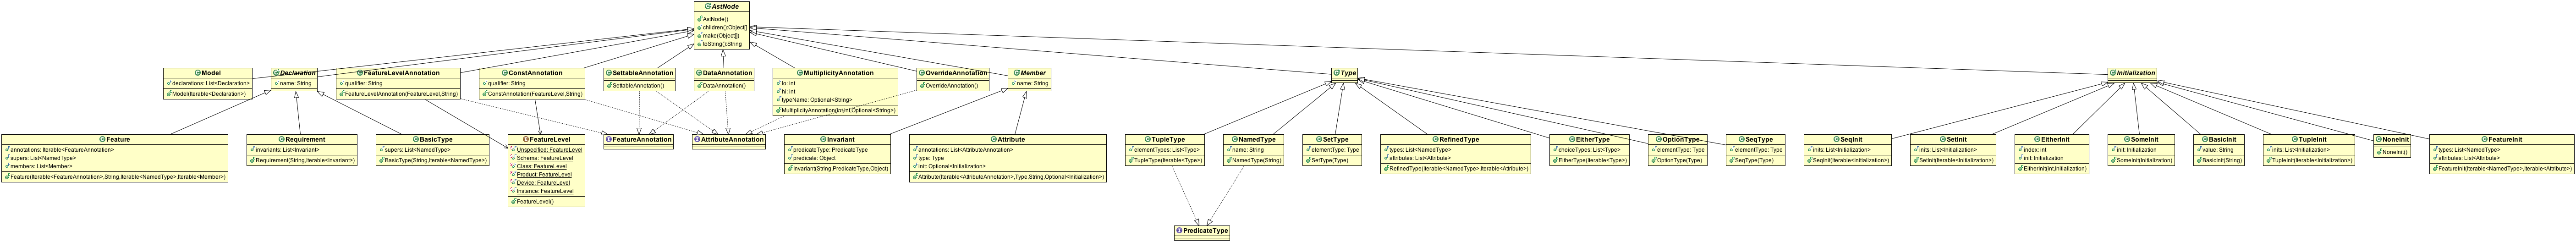 AstNode
AstNode()
children():Object[]
make(Object[])
toString():String
Model
declarations: List<Declaration>
Model(Iterable<Declaration>)
Declaration
name: String
FeatureLevelAnnotation
qualifier: String
FeatureLevelAnnotation(FeatureLevel,String)
ConstAnnotation
qualifier: String
ConstAnnotation(FeatureLevel,String)
SettableAnnotation
SettableAnnotation()
DataAnnotation
DataAnnotation()
MultiplicityAnnotation
lo: int
hi: int
typeName: Optional<String>
MultiplicityAnnotation(int,int,Optional<String>)
OverrideAnnotation
OverrideAnnotation()
Member
name: String
Type
Initialization
Feature
annotations: Iterable<FeatureAnnotation>
supers: List<NamedType>
members: List<Member>
Feature(Iterable<FeatureAnnotation>,String,Iterable<NamedType>,Iterable<Member>)
Requirement
invariants: List<Invariant>
Requirement(String,Iterable<Invariant>)
BasicType
supers: List<NamedType>
BasicType(String,Iterable<NamedType>)
FeatureLevel
Unspecified: FeatureLevel
Schema: FeatureLevel
Class: FeatureLevel
Product: FeatureLevel
Device: FeatureLevel
Instance: FeatureLevel
FeatureLevel()
FeatureAnnotation
AttributeAnnotation
Invariant
predicateType: PredicateType
predicate: Object
Invariant(String,PredicateType,Object)
Attribute
annotations: List<AttributeAnnotation>
type: Type
init: Optional<Initialization>
Attribute(Iterable<AttributeAnnotation>,Type,String,Optional<Initialization>)
TupleType
elementTypes: List<Type>
TupleType(Iterable<Type>)
NamedType
name: String
NamedType(String)
SetType
elementType: Type
SetType(Type)
RefinedType
types: List<NamedType>
attributes: List<Attribute>
RefinedType(Iterable<NamedType>,Iterable<Attribute>)
EitherType
choiceTypes: List<Type>
EitherType(Iterable<Type>)
OptionType
elementType: Type
OptionType(Type)
SeqType
elementType: Type
SeqType(Type)
SeqInit
inits: List<Initialization>
SeqInit(Iterable<Initialization>)
SetInit
inits: List<Initialization>
SetInit(Iterable<Initialization>)
EitherInit
index: int
init: Initialization
EitherInit(int,Initialization)
SomeInit
init: Initialization
SomeInit(Initialization)
BasicInit
value: String
BasicInit(String)
TupleInit
inits: List<Initialization>
TupleInit(Iterable<Initialization>)
NoneInit
NoneInit()
FeatureInit
types: List<NamedType>
attributes: List<Attribute>
FeatureInit(Iterable<NamedType>,Iterable<Attribute>)
PredicateType